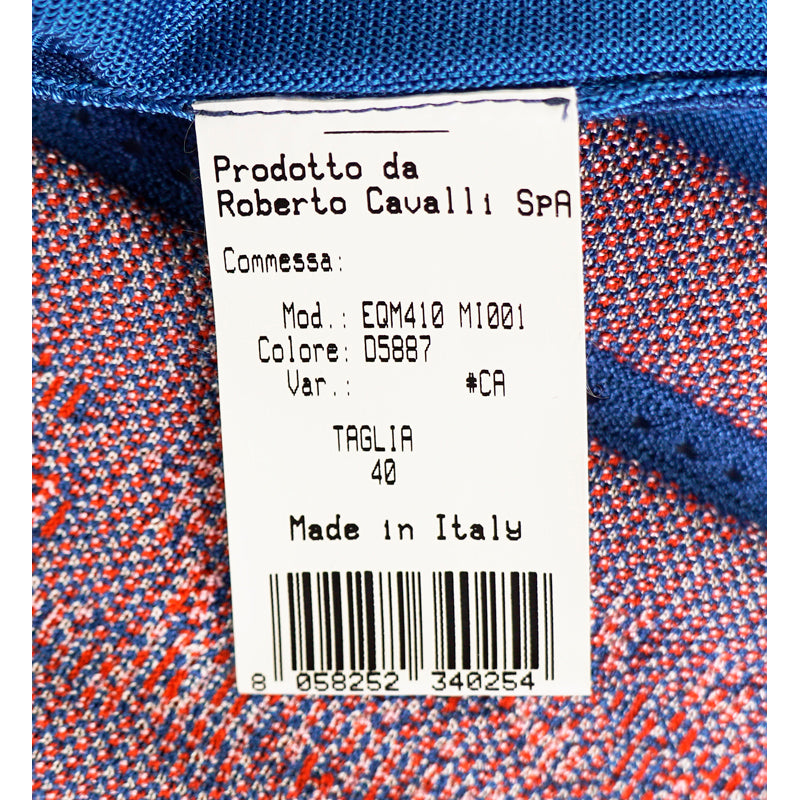 Prodotto da
Roberto Cavalli SpA
Commessa:
Mod.: EQM410 MI001
Colore: D5887
Var.: #CA
TAGLIA
40
Made in Italy
8 058252 340254